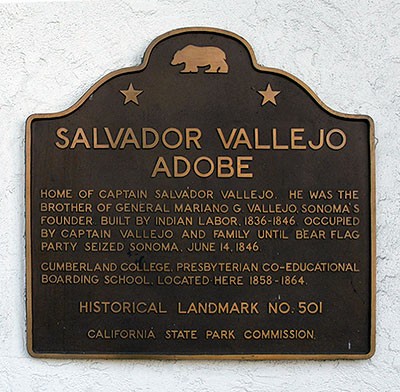 SALVADOR VALLEJO
ADOBE
HOME OF CAPTAIN SALVADOR VALLEJO. HE WAS THE
BROTHER OF GENERAL MARIANO G. VALLEJO, SONOMA'S
FOUNDER. BUILT BY INDIAN LABOR, 1836-1846. OCCUPIED
BY CAPTAIN VALLEJO AND FAMILY UNTIL BEAR FLAG
PARTY SEIZED SONOMA, JUNE 14, 1846.
CUMBERLAND COLLEGE, PRESBYTERIAN CO-EDUCATIONAL
BOARDING SCHOOL, LOCATED HERE 1858-1864.
HISTORICAL LANDMARK NO. 501
CALIFORNIA STATE PARK COMMISSION.